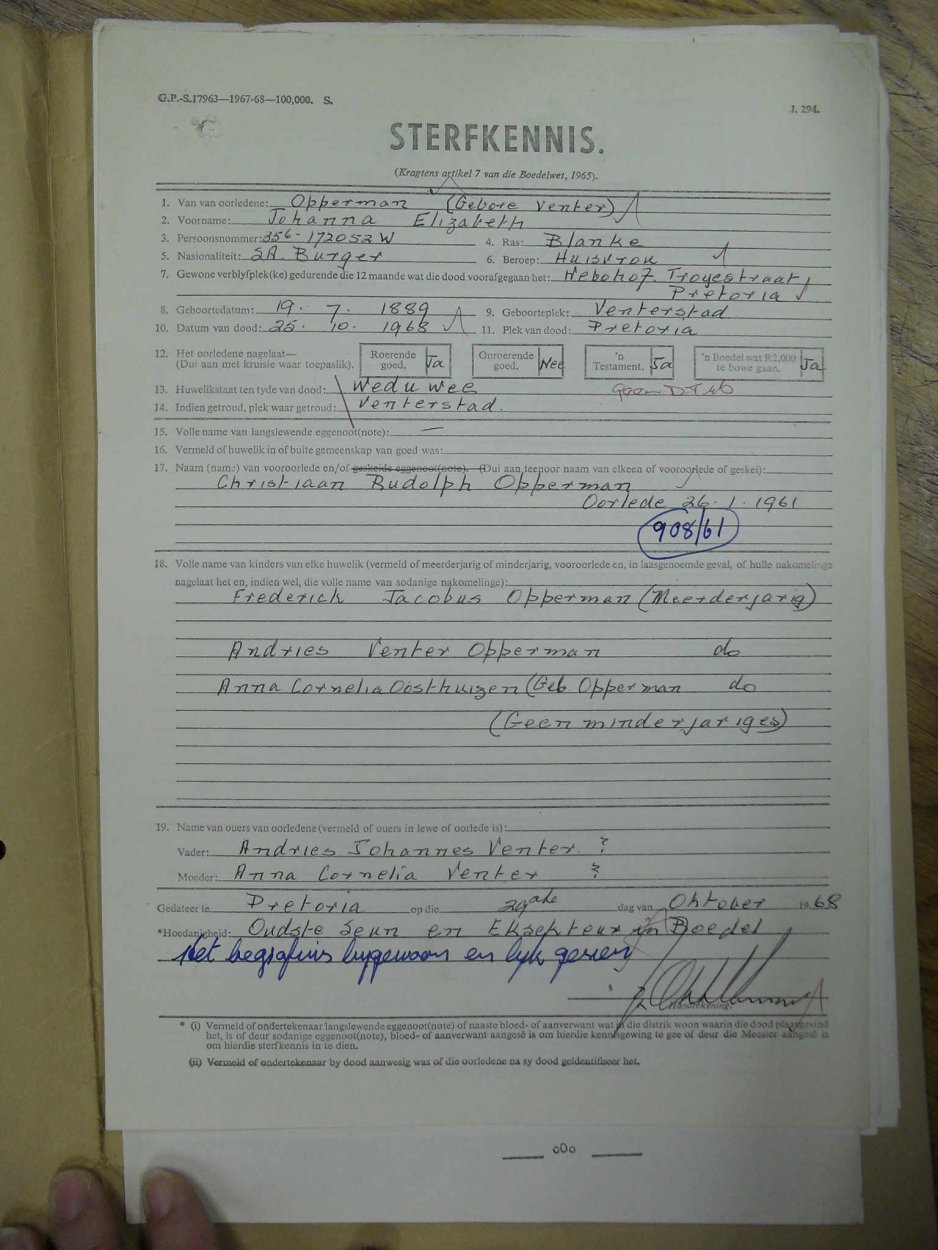 G.P.-S.17963—1967-68—100,000. S.
J. 294.
STERFKENNIS.
(Kragtens artikel 7 van die Boedelwet, 1965).
1. Van van oorledene: Opperman (Gebore Venter)
2. Voorname: Johanna Elizabeth
3. Persoonsnommer: 356-172052 W 4. Ras: Blanke
5. Nasionaliteit: SA. Burger 6. Beroep: Huisvrou
7. Gewone verblyfplek(ke) gedurende die 12 maande wat die dood voorafgegaan het: Nebohof. Troyestraat,
Pretoria
8. Geboortedatum: 19. 7. 1889 9. Geboorteplek: Venterstad
10. Datum van dood: 25. 10. 1968 11. Plek van dood: Pretoria
12. Het oorledene nagelaat—
(Dui aan met kruisie waar toepaslik).
Roerende goed. Ja
Onroerende goed. Nee
'n Testament. Ja
'n Boedel wat R2,000 te bowe gaan. Ja
13. Huwelikstaat ten tyde van dood: Weduwee
14. Indien getroud, plek waar getroud: Venterstad.
15. Volle name van langslewende eggenoot(note): —
16. Vermeld of huwelik in of buite gemeenskap van goed was:
17. Naam (name) van vooroorlede en/of geskeide eggenoot(note). (Dui aan teenoor naam van elkeen of vooroorlede of geskei):
Christiaan Rudolph Opperman
Oorlede 26.1.1961
908/61
18. Volle name van kinders van elke huwelik (vermeld of meerderjarig of minderjarig, vooroorlede en, in laasgenoemde geval, of hulle nakomelinge
nagelaat het en, indien wel, die volle name van sodanige nakomelinge):
Frederick Jacobus Opperman (Meerderjarig)
Andries Venter Opperman do
Anna Cornelia Oosthuizen (Geb. Opperman do
(Geen minderjariges)
19. Name van ouers van oorledene (vermeld of ouers in lewe of oorlede is):
Vader: Andries Johannes Venter. ?
Moeder: Anna Cornelia Venter ?
Gedateer te Pretoria op die 29ste dag van Oktober 1968
*Hoedanigheid: Oudste seun en Eksekuteur in Boedel
Het begrafnis bygewoon en lyk gesien
Handtekening.
* (i) Vermeld of ondertekenaar langslewende eggenoot(note) of naaste bloed- of aanverwant wat in die distrik woon waarin die dood plaasgevind
het, is of deur sodanige eggenoot(note), bloed- of aanverwant aangesê is om hierdie kennisgewing te gee of deur die Meester aangesê is
om hierdie sterfkennis in te dien.
(ii) Vermeld of ondertekenaar by dood aanwesig was of die oorledene na sy dood geïdentifiseer het.
oOo